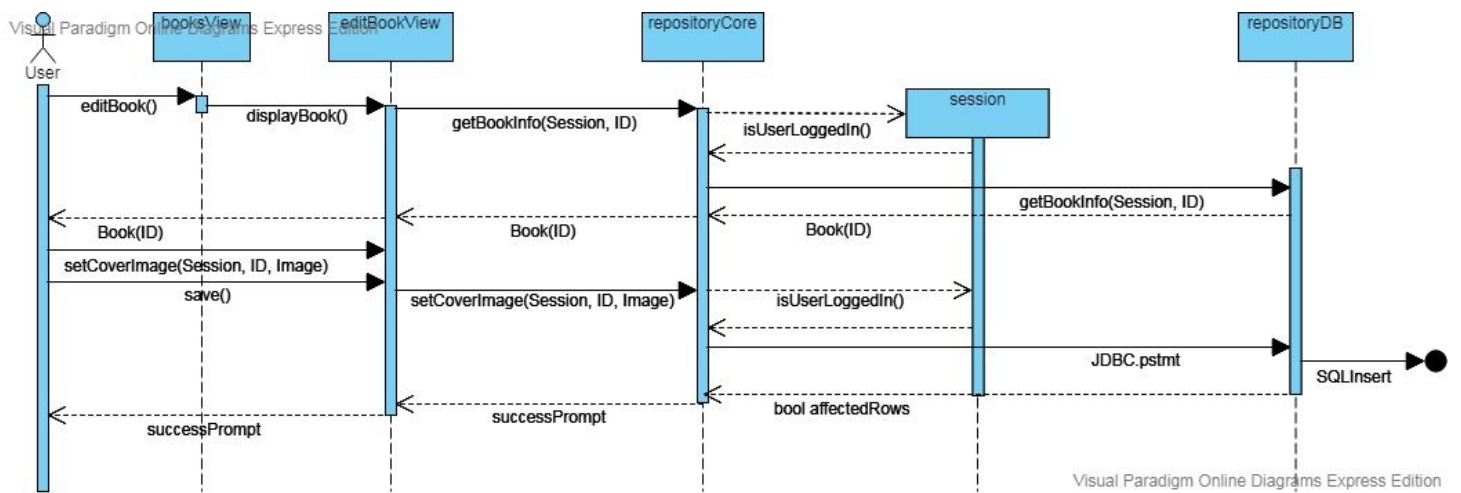 booksView
editBookView
repositoryCore
repositoryDB
Visual Paradigm Online Diagrams Express Edition
User
session
editBook()
displayBook()
getBookInfo(Session, ID)
isUserLoggedIn()
getBookInfo(Session, ID)
Book(ID)
Book(ID)
Book(ID)
setCoverImage(Session, ID, Image)
save()
setCoverImage(Session, ID, Image)
isUserLoggedIn()
JDBC.pstmt
SQLInsert
bool affectedRows
successPrompt
successPrompt
Visual Paradigm Online Diagrams Express Edition